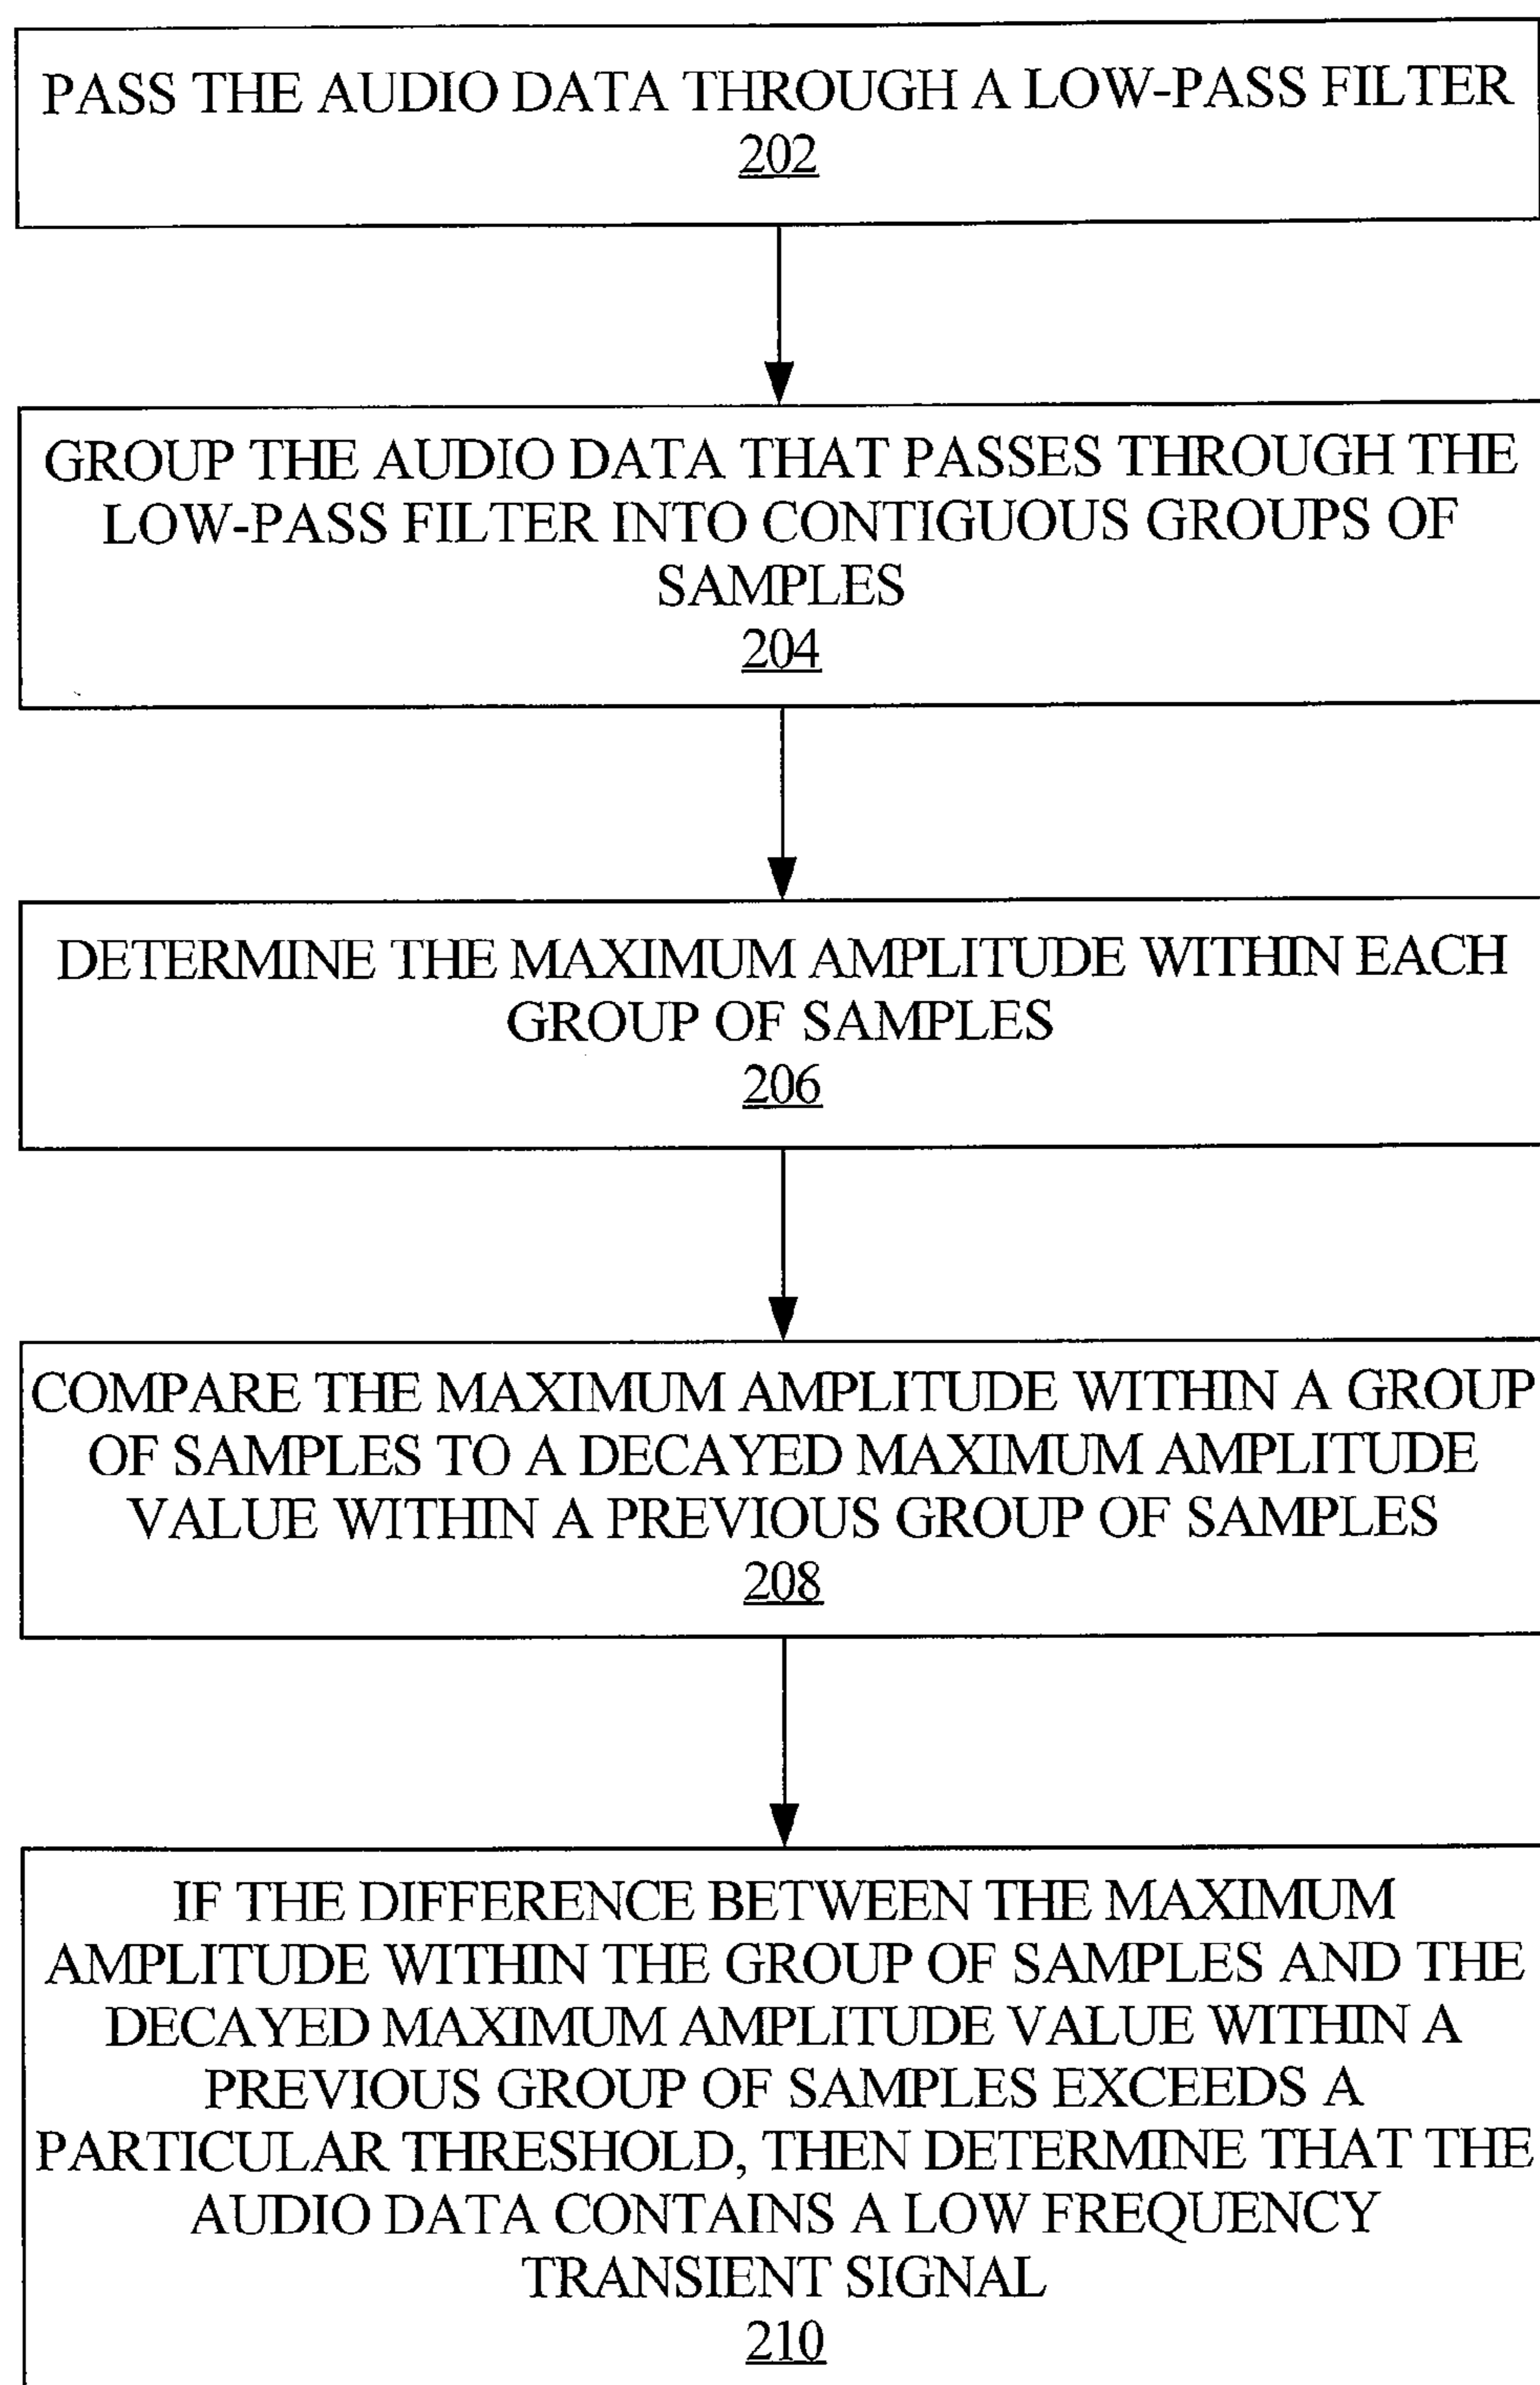 PASS THE AUDIO DATA THROUGH A LOW-PASS FILTER
202
GROUP THE AUDIO DATA THAT PASSES THROUGH THE
LOW-PASS FILTER INTO CONTIGUOUS GROUPS OF
SAMPLES
204
DETERMINE THE MAXIMUM AMPLITUDE WITHIN EACH
GROUP OF SAMPLES
206
COMPARE THE MAXIMUM AMPLITUDE WITHIN A GROUP
OF SAMPLES TO A DECAYED MAXIMUM AMPLITUDE
VALUE WITHIN A PREVIOUS GROUP OF SAMPLES
208
IF THE DIFFERENCE BETWEEN THE MAXIMUM
AMPLITUDE WITHIN THE GROUP OF SAMPLES AND THE
DECAYED MAXIMUM AMPLITUDE VALUE WITHIN A
PREVIOUS GROUP OF SAMPLES EXCEEDS A
PARTICULAR THRESHOLD, THEN DETERMINE THAT THE
AUDIO DATA CONTAINS A LOW FREQUENCY
TRANSIENT SIGNAL
210